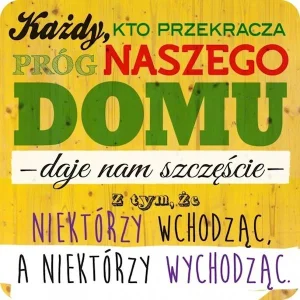 Każdy, KTO PRZEKRACZA
PRÓG NASZEGO
DOMU
– daje nam szczęście –
Z tym, że
NIEKTÓRZY WCHODZĄC,
A NIEKTÓRZY WYCHODZĄC.